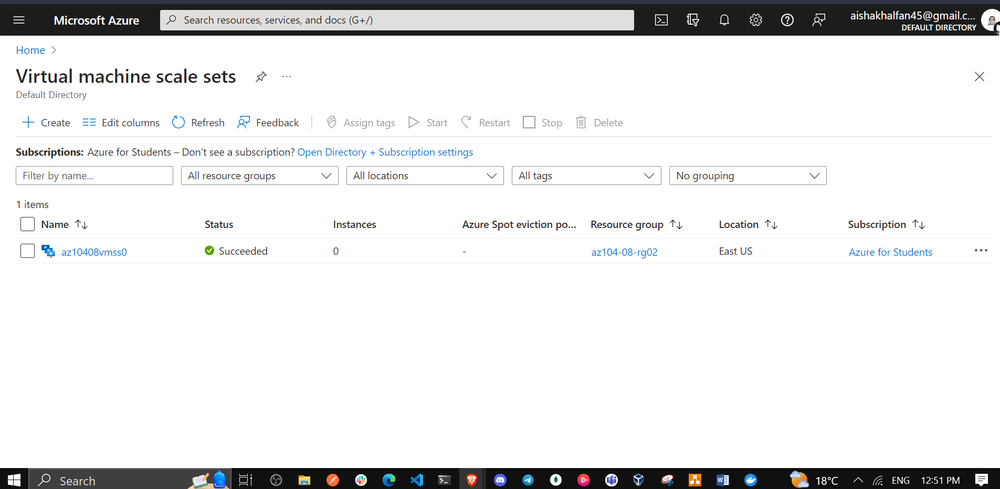 Microsoft Azure
Search resources, services, and docs (G+/)
aishakhalfan45@gmail.c...
DEFAULT DIRECTORY
Home
Virtual machine scale sets
Default Directory
Create Edit columns Refresh Feedback Assign tags Start Restart Stop Delete
Subscriptions: Azure for Students – Don't see a subscription? Open Directory + Subscription settings
Filter by name... All resource groups All locations All tags No grouping
1 items
Name Status Instances Azure Spot eviction po... Resource group Location Subscription
az10408vmss0 Succeeded 0 - az104-08-rg02 East US Azure for Students
Search 18°C ENG 12:51 PM